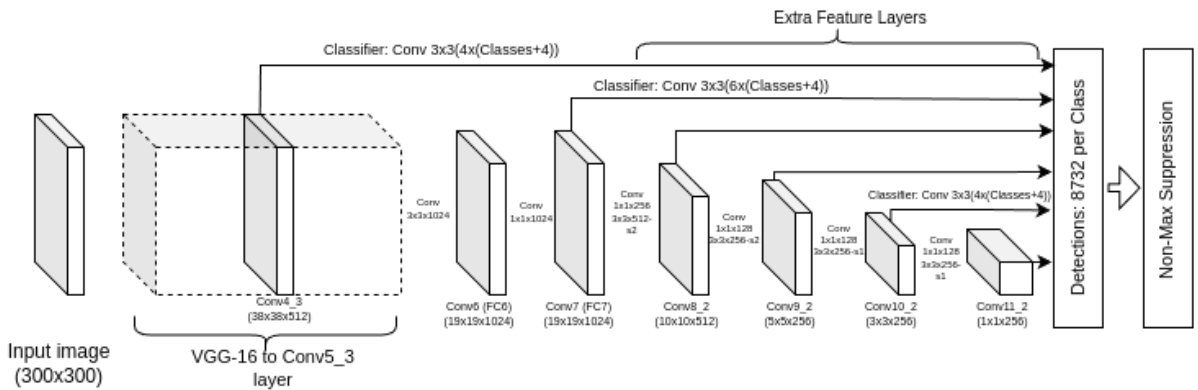 Extra Feature Layers
Classifier: Conv 3x3(4x(Classes+4))
Classifier: Conv 3x3(6x(Classes+4))
Classifier: Conv 3x3(4x(Classes+4))
Conv
3x3x1024
Conv
1x1x1024
Conv
1x1x256
3x3x512-
s2
Conv
1x1x128
3x3x256-s2
Conv
1x1x128
3x3x256-s1
Conv
1x1x128
3x3x256-
s1
Conv4_3
(38x38x512)
Conv6 (FC6)
(19x19x1024)
Conv7 (FC7)
(19x19x1024)
Conv8_2
(10x10x512)
Conv9_2
(5x5x256)
Conv10_2
(3x3x256)
Conv11_2
(1x1x256)
Input image
(300x300)
VGG-16 to Conv5_3
layer
Detections: 8732 per Class
Non-Max Suppression